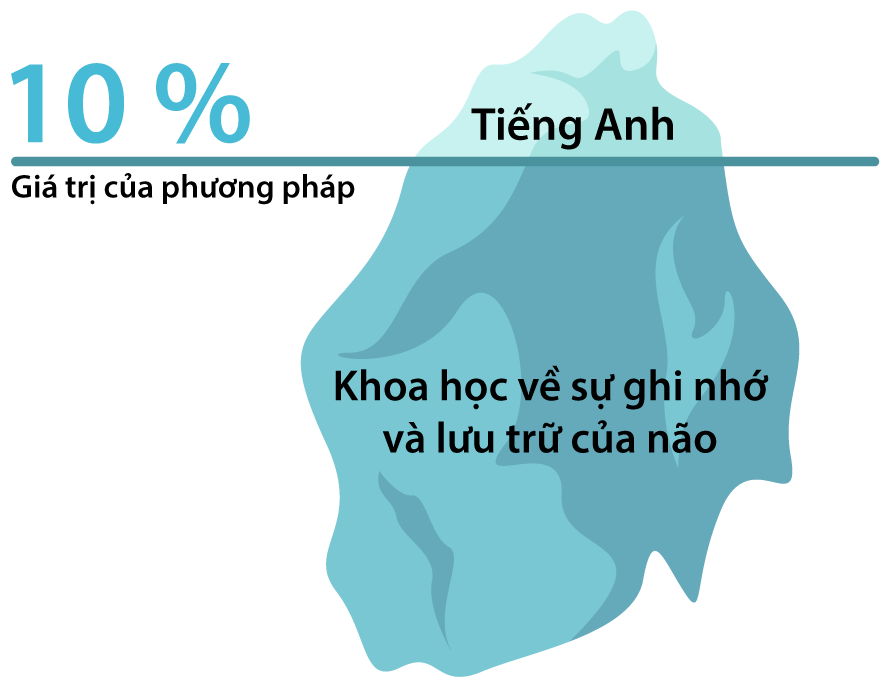 10 %
Tiếng Anh
Giá trị của phương pháp
Khoa học về sự ghi nhớ
và lưu trữ của não